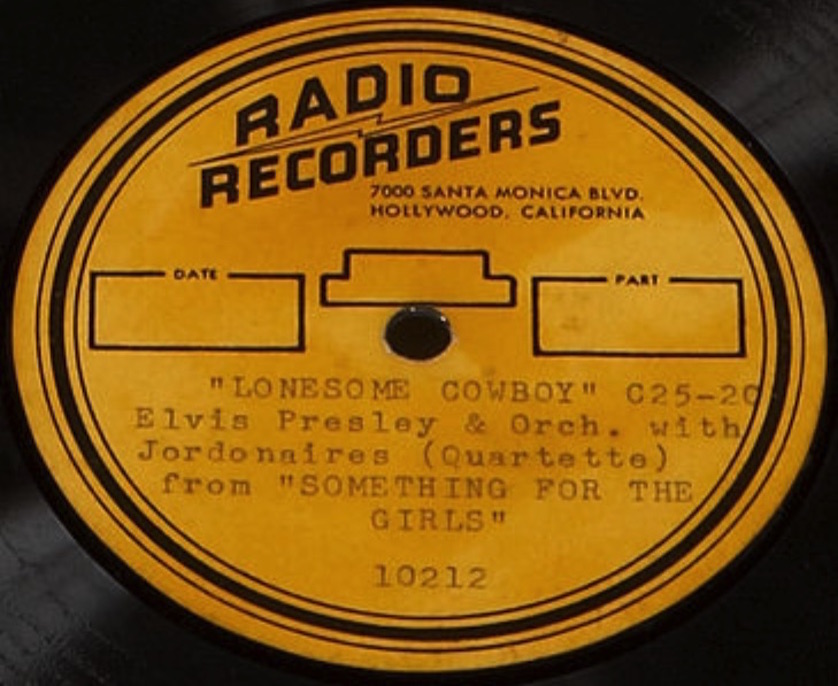 RADIO
RECORDERS
7000 SANTA MONICA BLVD.
HOLLYWOOD, CALIFORNIA
DATE
PART
"LONESOME COWBOY" C25-20
Elvis Presley & Orch. with
Jordonaires (Quartette)
from "SOMETHING FOR THE
GIRLS"
10212